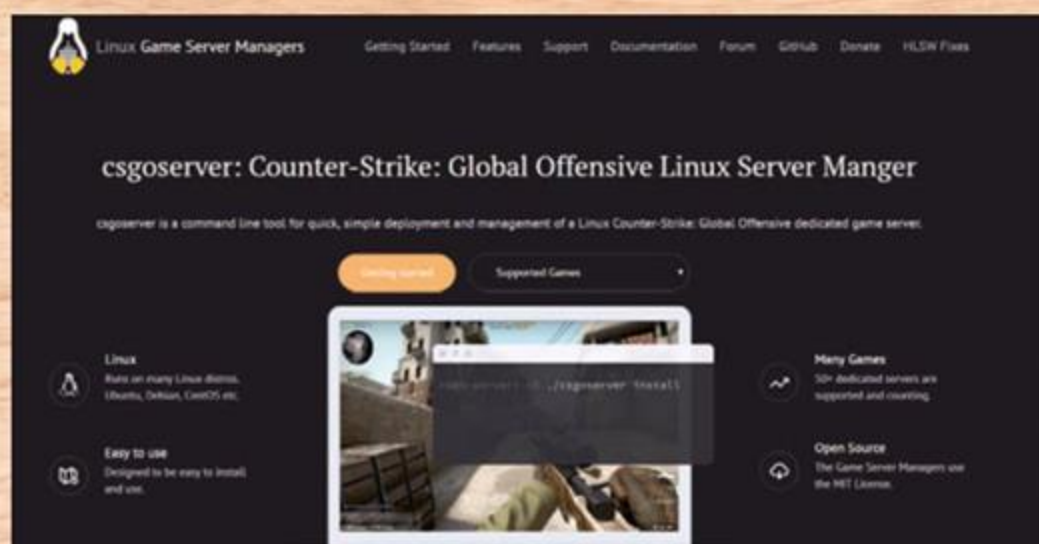 Linux Game Server Managers
Getting Started Features Support Documentation Forum GitHub Donate HLSW Fixes
csgoserver: Counter-Strike: Global Offensive Linux Server Manger
csgoserver is a command line tool for quick, simple deployment and management of a Linux Counter-Strike: Global Offensive dedicated game server.
Getting started
Supported Games
Linux
Runs on many Linux distros.
Ubuntu, Debian, CentOS etc.
Easy to use
Designed to be easy to install
and use.
./csgoserver install
Many Games
50+ dedicated servers are
supported and counting.
Open Source
The Game Server Managers use
the MIT License.